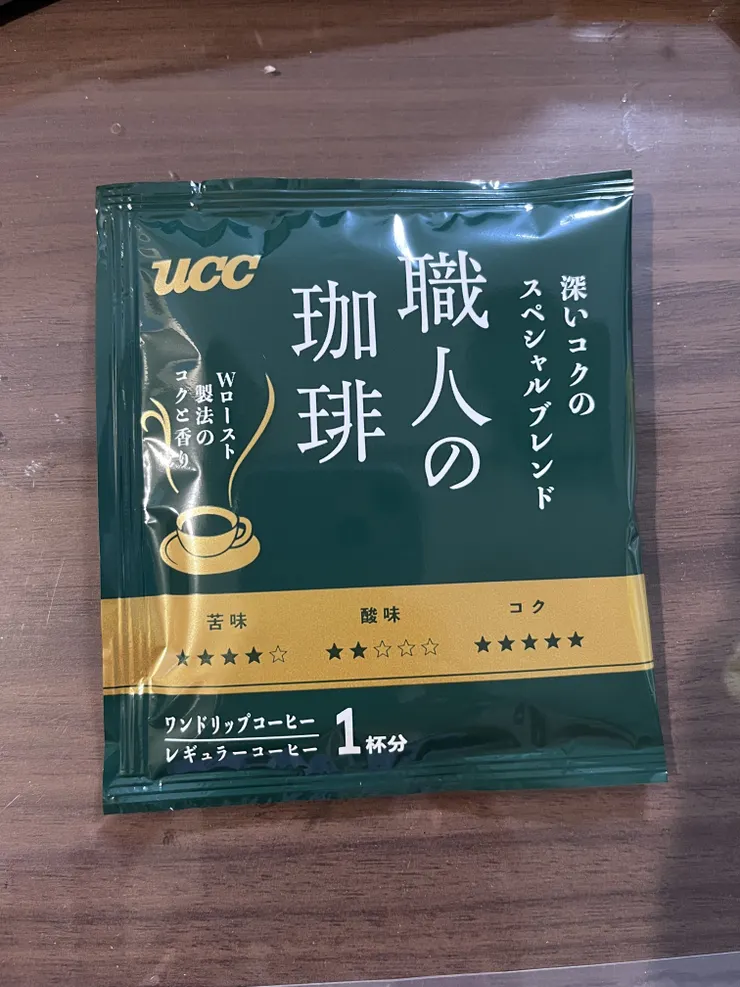 UCC
深いコクの
スペシャルブレンド
職人の
珈琲
Wロースト
製法の
コクと香り
苦味
酸味
コク
★★★★☆
★★☆☆☆
★★★★★
ワンドリップコーヒー
レギュラーコーヒー
1杯分